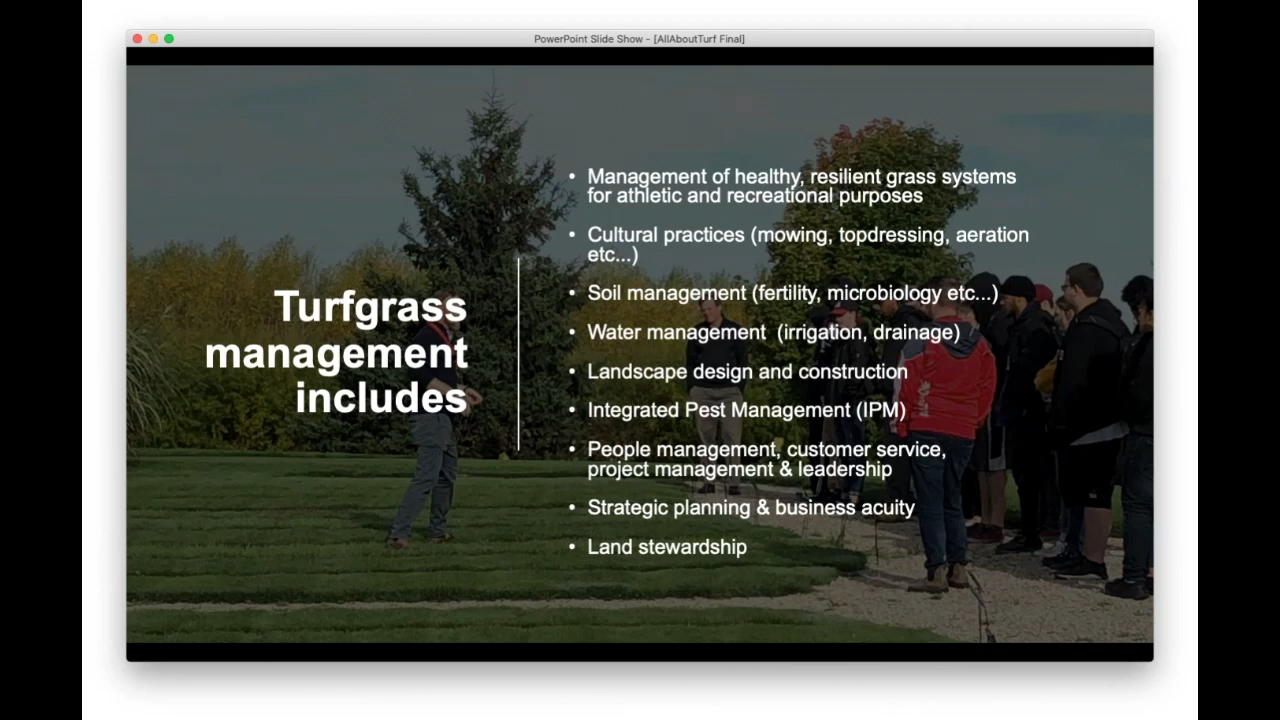 PowerPoint Slide Show - [AllAboutTurf Final]
Turfgrass
management
includes
• Management of healthy, resilient grass systems
for athletic and recreational purposes
• Cultural practices (mowing, topdressing, aeration
etc...)
• Soil management (fertility, microbiology etc...)
• Water management  (irrigation, drainage)
• Landscape design and construction
• Integrated Pest Management (IPM)
• People management, customer service,
project management & leadership
• Strategic planning & business acuity
• Land stewardship